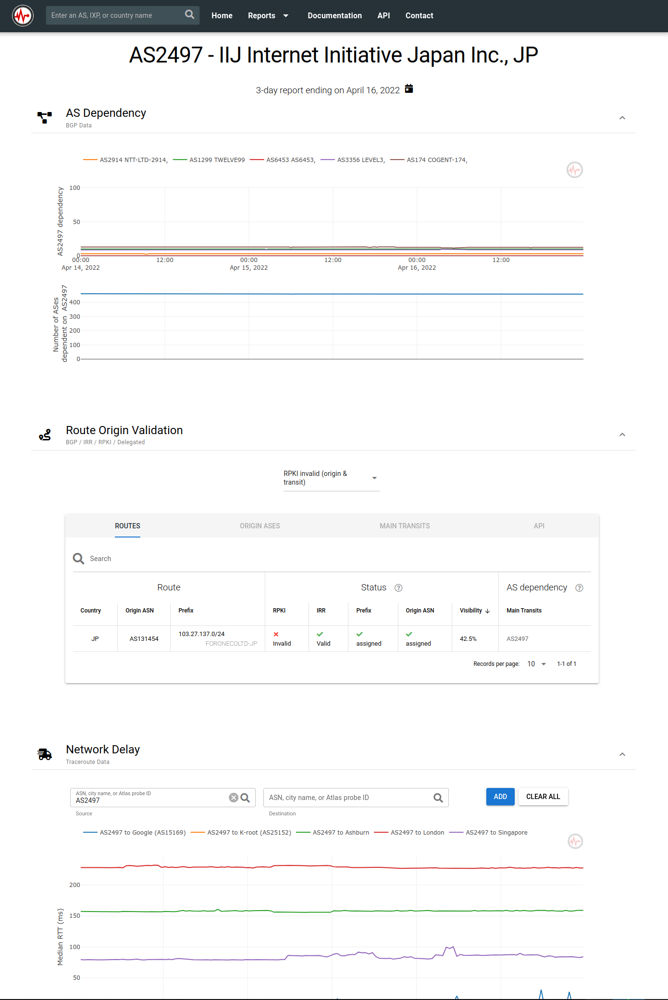 Enter an AS, IXP, or country name
Home Reports Documentation API Contact
AS2497 - IIJ Internet Initiative Japan Inc., JP
3-day report ending on April 16, 2022
AS Dependency
BGP Data
AS2914 NTT-LTD-2914, AS1299 TWELVE99 AS6453 AS6453, AS3356 LEVEL3, AS174 COGENT-174,
AS2497 dependency
100
50
0
00:00 12:00 00:00 12:00 00:00 12:00
Apr 14, 2022 Apr 15, 2022 Apr 16, 2022
Number of ASes
dependent on AS2497
400
300
200
100
0
Route Origin Validation
BGP / IRR / RPKI / Delegated
RPKI invalid (origin &
transit)
ROUTES ORIGIN ASES MAIN TRANSITS API
Search
Route Status AS dependency
Country Origin ASN Prefix RPKI IRR Prefix Origin ASN Visibility Main Transits
JP AS131454 103.27.137.0/24 Invalid Valid assigned assigned 42.5% AS2497
FORONECOLTD-JP
Records per page: 10 1-1 of 1
Network Delay
Traceroute Data
ASN, city name, or Atlas probe ID
AS2497
Source
ASN, city name, or Atlas probe ID
Destination
ADD CLEAR ALL
AS2497 to Google (AS15169) AS2497 to K-root (AS25152) AS2497 to Ashburn AS2497 to London AS2497 to Singapore
Median RTT (ms)
200
150
100
50